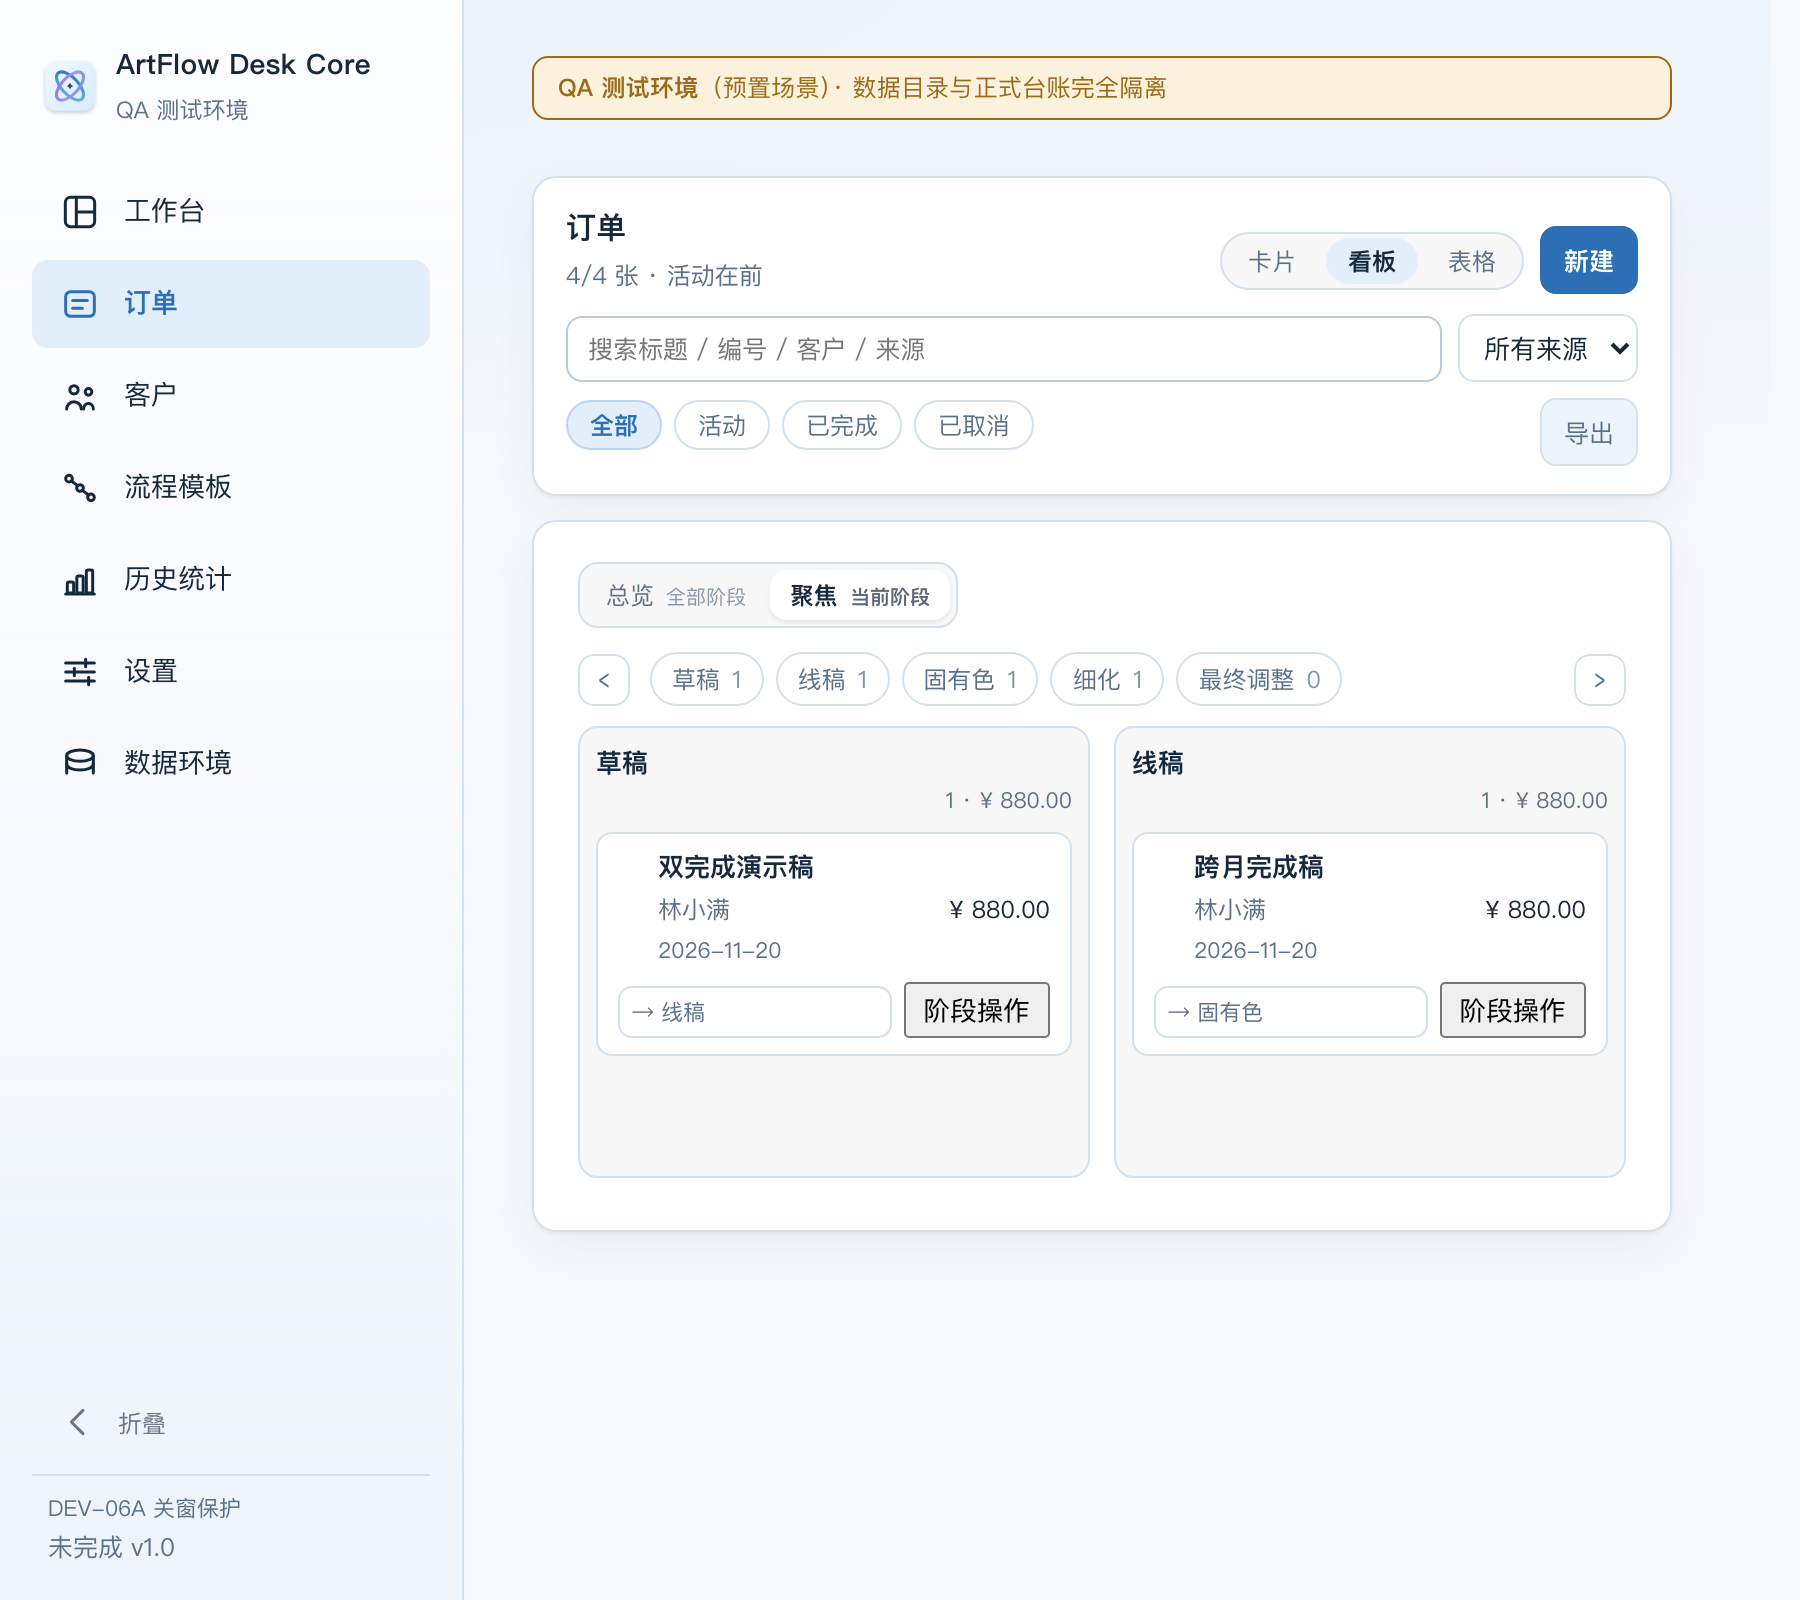 ArtFlow Desk Core
QA 测试环境
工作台
订单
客户
流程模板
历史统计
设置
数据环境
折叠
DEV-06A 关窗保护
未完成 v1.0
QA 测试环境（预置场景）· 数据目录与正式台账完全隔离
订单
4/4 张 · 活动在前
卡片 看板 表格 新建
搜索标题 / 编号 / 客户 / 来源 所有来源
全部 活动 已完成 已取消 导出
总览 全部阶段 聚焦 当前阶段
< 草稿 1 线稿 1 固有色 1 细化 1 最终调整 0 >
草稿
1 · ¥ 880.00
双完成演示稿
林小满 ¥ 880.00
2026-11-20
→ 线稿 阶段操作
线稿
1 · ¥ 880.00
跨月完成稿
林小满 ¥ 880.00
2026-11-20
→ 固有色 阶段操作